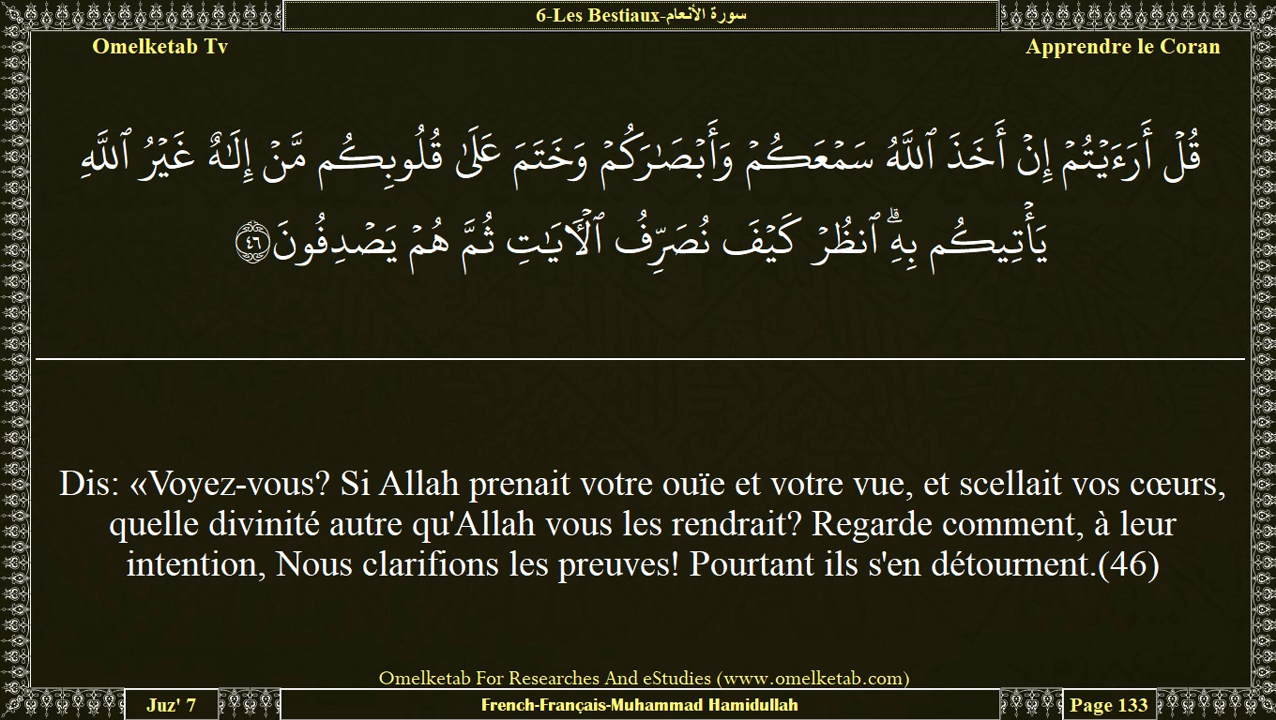 6-Les Bestiaux-سورة الأنعام
Omelketab Tv
Apprendre le Coran
قُلۡ أَرَءَيۡتُمۡ إِنۡ أَخَذَ ٱللَّهُ سَمۡعَكُمۡ وَأَبۡصَٰرَكُمۡ وَخَتَمَ عَلَىٰ قُلُوبِكُم مَّنۡ إِلَٰهٌ غَيۡرُ ٱللَّهِ
يَأۡتِيكُم بِهِۗ ٱنظُرۡ كَيۡفَ نُصَرِّفُ ٱلۡأٓيَٰتِ ثُمَّ هُمۡ يَصۡدِفُونَ ٤٦
Dis: «Voyez-vous? Si Allah prenait votre ouïe et votre vue, et scellait vos cœurs,
quelle divinité autre qu'Allah vous les rendrait? Regarde comment, à leur
intention, Nous clarifions les preuves! Pourtant ils s'en détournent.(46)
Omelketab For Researches And eStudies (www.omelketab.com)
Juz' 7
French-Français-Muhammad Hamidullah
Page 133